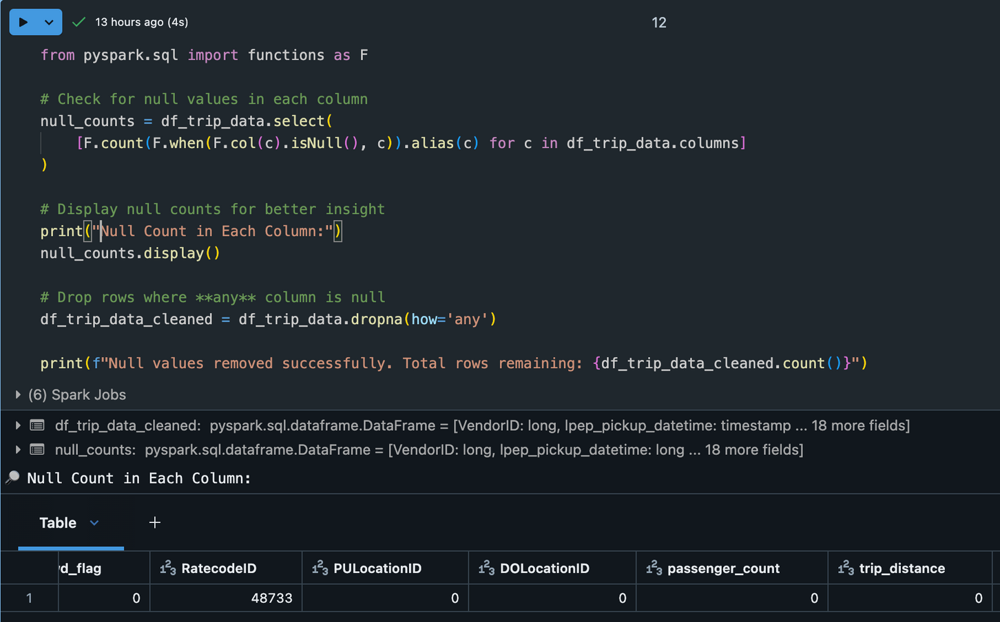 13 hours ago (4s)
12
from pyspark.sql import functions as F
# Check for null values in each column
null_counts = df_trip_data.select(
[F.count(F.when(F.col(c).isNull(), c)).alias(c) for c in df_trip_data.columns]
)
# Display null counts for better insight
print("Null Count in Each Column:")
null_counts.display()
# Drop rows where **any** column is null
df_trip_data_cleaned = df_trip_data.dropna(how='any')
print(f"Null values removed successfully. Total rows remaining: {df_trip_data_cleaned.count()}")
(6) Spark Jobs
df_trip_data_cleaned: pyspark.sql.dataframe.DataFrame = [VendorID: long, lpep_pickup_datetime: timestamp ... 18 more fields]
null_counts: pyspark.sql.dataframe.DataFrame = [VendorID: long, lpep_pickup_datetime: long ... 18 more fields]
Null Count in Each Column:
Table +
d_flag 123 RatecodeID 123 PULocationID 123 DOLocationID 123 passenger_count 123 trip_distance
1 0 48733 0 0 0 0